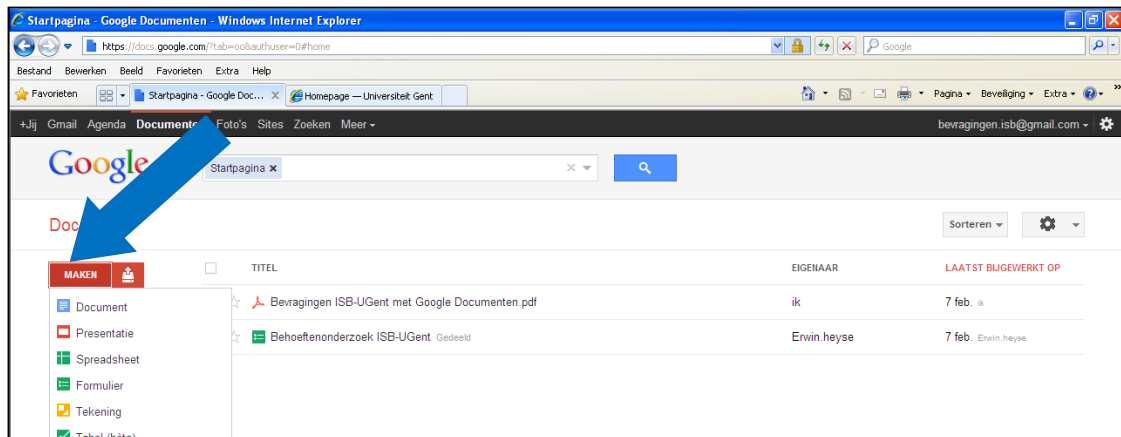 Startpagina - Google Documenten - Windows Internet Explorer
https://docs.google.com/?tab=oo&authuser=0#home
Google
Bestand Bewerken Beeld Favorieten Extra Help
Favorieten Startpagina - Google Doc... X Homepage — Universiteit Gent Pagina Beveiliging Extra
+Jij Gmail Agenda Documente Foto's Sites Zoeken Meer bevragingen.isb@gmail.com
Google Startpagina
Doc Sorteren
MAKEN TITEL EIGENAAR LAATST BIJGEWERKT OP
Document Bevragingen ISB-UGent met Google Documenten.pdf ik 7 feb. ik
Presentatie
Behoeftenonderzoek ISB-UGent Gedeeld Erwin.heyse 7 feb. Erwin.heyse
Spreadsheet
Formulier
Tekening
Tabel (bèta)